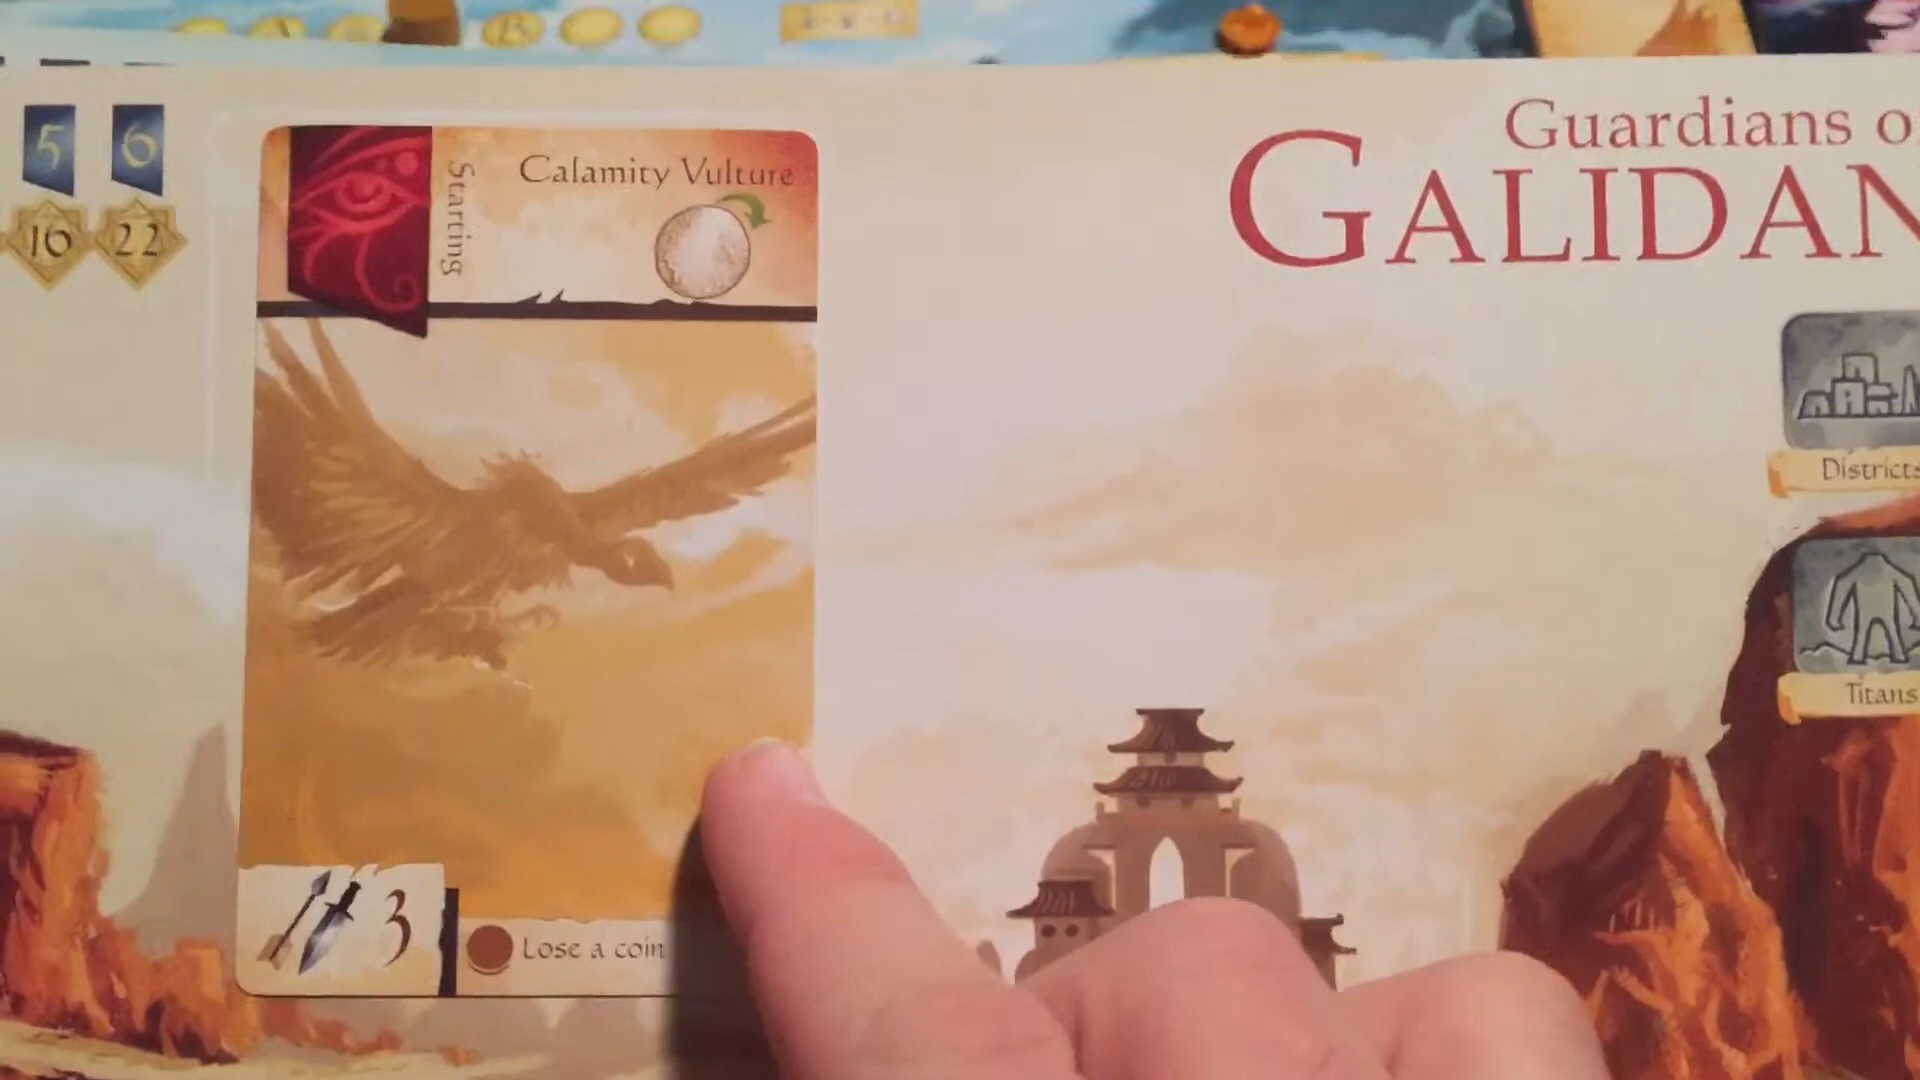 5 6
16 22
Starting
Calamity Vulture
3
Lose a coin
Guardians o
GALIDAN
Districts
Titans